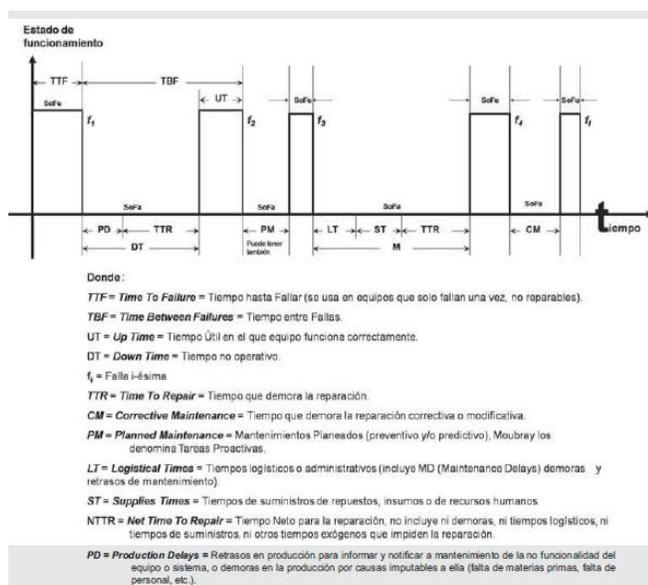 Estado de
funcionamiento
TTF
TBF
SoFu
UT
SoFu
SoFu
SoFu
f1
f2
f3
f4
fi
SoFa
SoFa
SoFa
SoFa
tiempo
PD
TTR
PM
LT
ST
TTR
CM
DT
Puede tener
también
M
Donde:
TTF = Time To Failure = Tiempo hasta Fallar (se usa en equipos que solo fallan una vez, no reparables).
TBF = Time Between Failures = Tiempo entre Fallas.
UT = Up Time = Tiempo Útil en el que equipo funciona correctamente.
DT = Down Time = Tiempo no operativo.
fi = Falla i-ésima
TTR = Time To Repair = Tiempo que demora la reparación.
CM = Corrective Maintenance = Tiempo que demora la reparación correctiva o modificativa.
PM = Planned Maintenance = Mantenimientos Planeados (preventivo y/o predictivo), Moubray los
denomina Tareas Proactivas.
LT = Logistical Times = Tiempos logísticos o administrativos (incluye MD (Maintenance Delays) demoras y
retrasos de mantenimiento).
ST = Supplies Times = Tiempos de suministros de repuestos, insumos o de recursos humanos.
NTTR = Net Time To Repair = Tiempo Neto para la reparación, no incluye ni demoras, ni tiempos logísticos, ni
tiempos de suministros, ni otros tiempos exógenos que impiden la reparación.
PD = Production Delays = Retrasos en producción para informar y notificar a mantenimiento de la no funcionalidad del
equipo o sistema, o demoras en la producción por causas imputables a ella (falta de materias primas, falta de
personal, etc.).